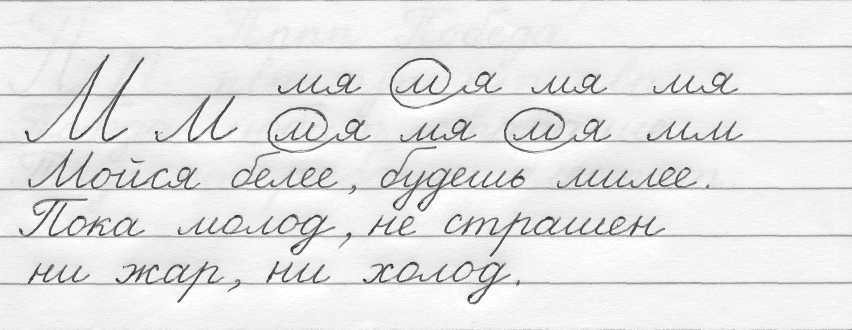 мя мя мя мя
М м мя мя мя мм
Мойся белее, будешь милее.
Пока молод, не страшен
ни жар, ни холод.